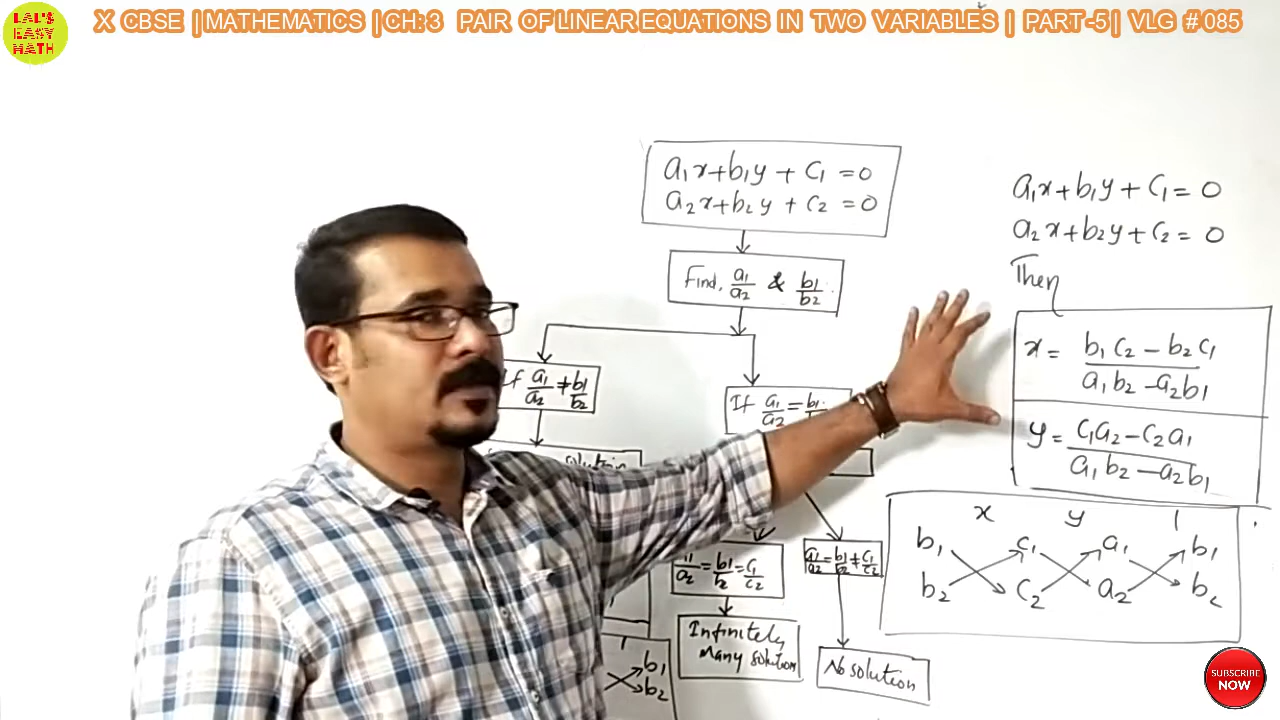 LAL'S
EASY
MATH
X CBSE | MATHEMATICS | CH: 3 PAIR OF LINEAR EQUATIONS IN TWO VARIABLES | PART -5 | VLG # 085
a₁x+b₁y + c₁ =0
a₂x+b₂y + c₂ =0
Find, a₁/a₂ & b₁/b₂
If a₁/a₂ ≠ b₁/b₂
If a₁/a₂ = b₁
solution
a₂ = b₁/b₂ = c₁/c₂
a₁/a₂ = b₁/b₂ ≠ c₁/c₂
Infinitely
Many solution
No solution
1
b₁
b₂
a₁x+b₁y + c₁ = 0
a₂x+b₂y + c₂ = 0
Then
x = b₁c₂ – b₂c₁ / a₁b₂ – a₂b₁
y = c₁a₂ – c₂a₁ / a₁b₂ – a₂b₁
x y 1
b₁ c₁ a₁ b₁
b₂ c₂ a₂ b₂
SUBSCRIBE
NOW